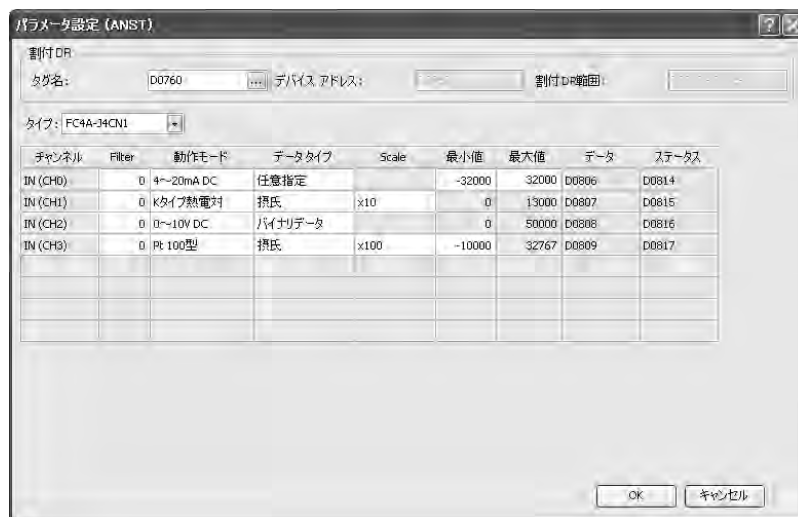 パラメータ設定 (ANST)
割付DR
タグ名: D0760 ... デバイス アドレス: 割付DR範囲:
タイプ: FC4A-J4CN1
チャンネル Filter 動作モード データタイプ Scale 最小値 最大値 データ ステータス
IN (CH0) 0 4~20mA DC 任意指定 -32000 32000 D0806 D0814
IN (CH1) 0 Kタイプ熱電対 摂氏 x10 0 13000 D0807 D0815
IN (CH2) 0 0~10V DC バイナリデータ 0 50000 D0808 D0816
IN (CH3) 0 Pt 100型 摂氏 x100 -10000 32767 D0809 D0817
OK キャンセル